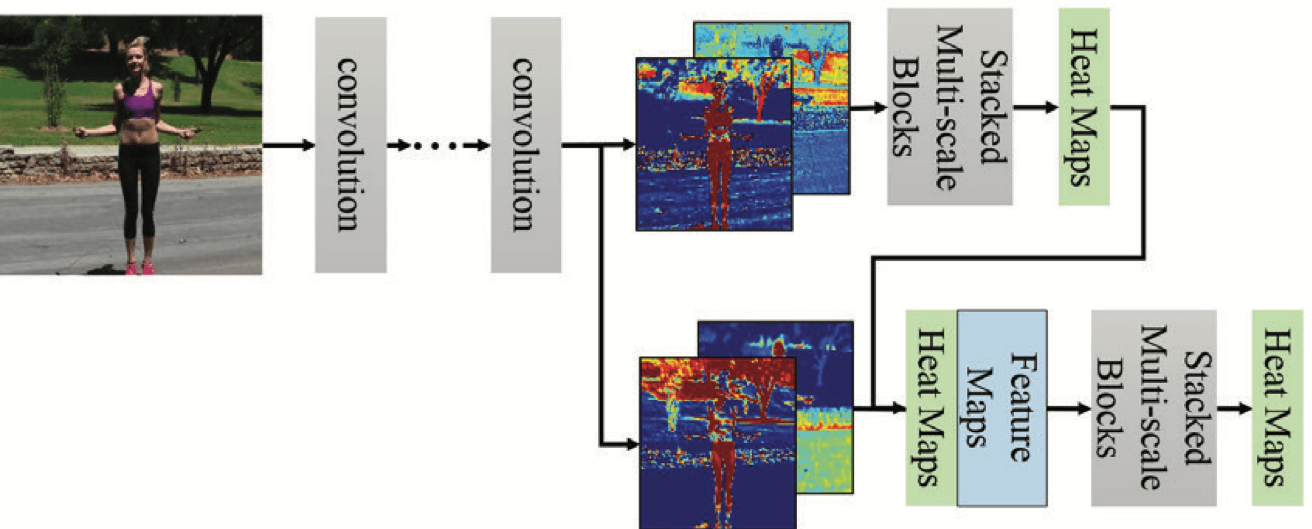 convolution
convolution
Stacked
Multi-scale
Blocks
Heat Maps
Heat Maps
Feature
Maps
Stacked
Multi-scale
Blocks
Heat Maps